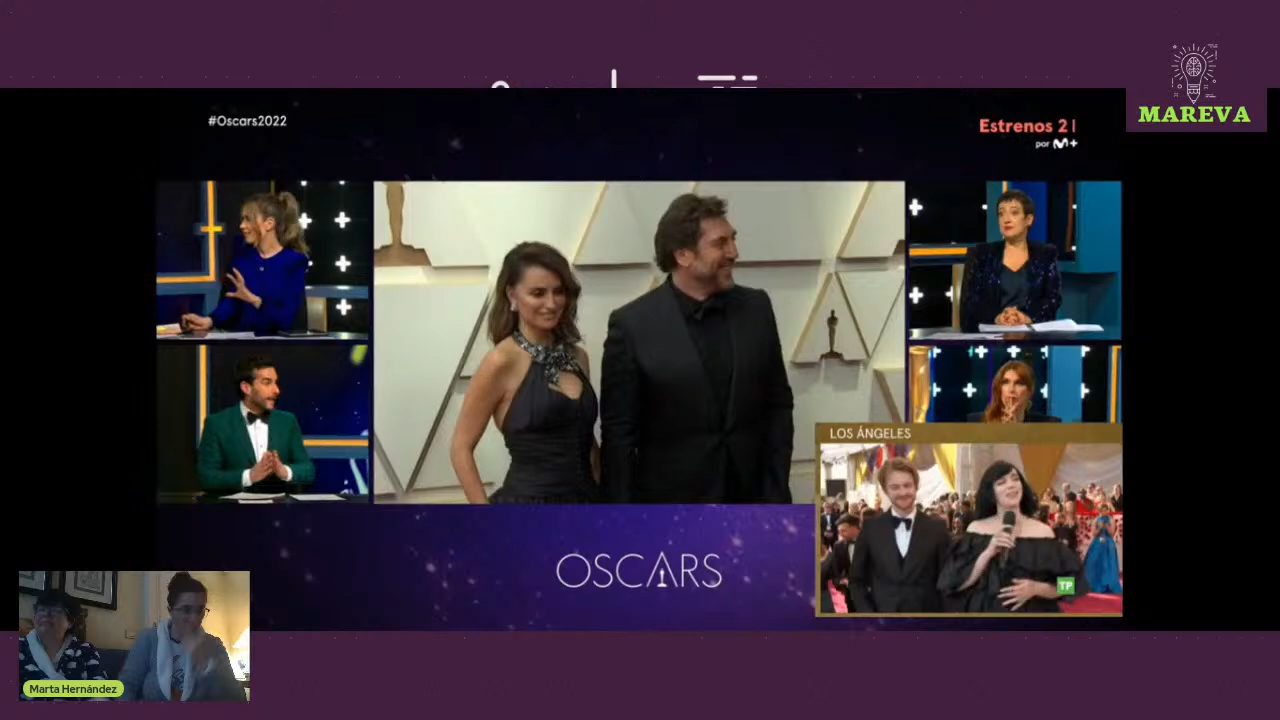 #Oscars2022
Estrenos 2
por M+
MAREVA
LOS ÁNGELES
OSCARS
TP
Marta Hernández